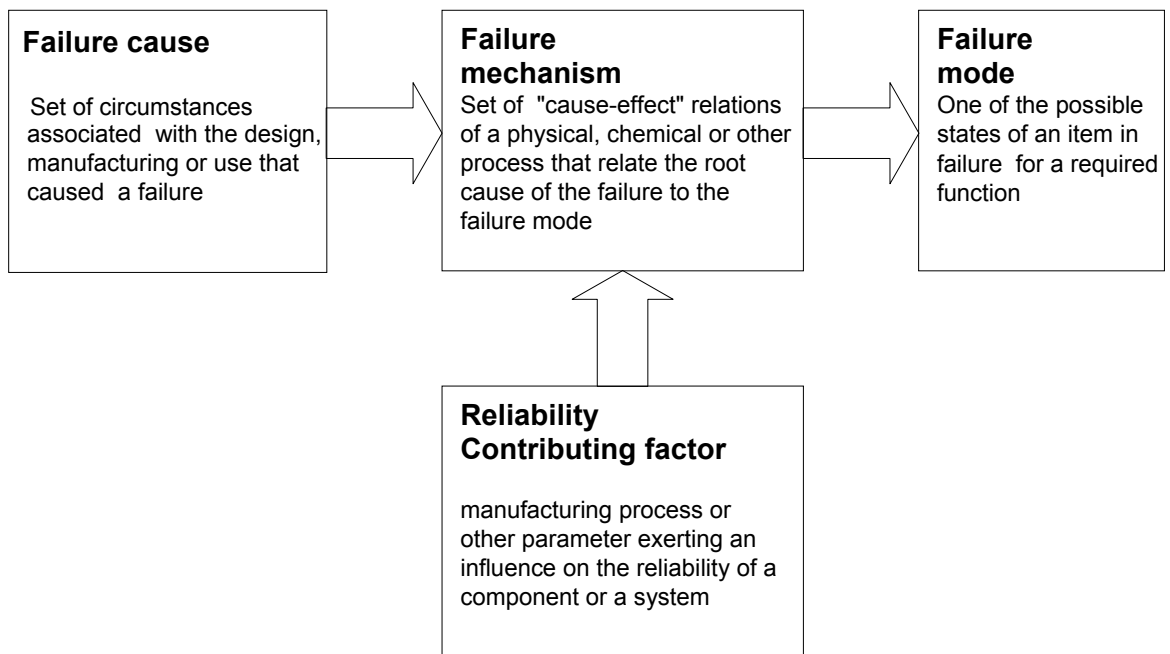 Failure cause
Set of circumstances
associated with the design,
manufacturing or use that
caused a failure
Failure
mechanism
Set of "cause-effect" relations
of a physical, chemical or other
process that relate the root
cause of the failure to the
failure mode
Failure
mode
One of the possible
states of an item in
failure for a required
function
Reliability
Contributing factor
manufacturing process or
other parameter exerting an
influence on the reliability of a
component or a system